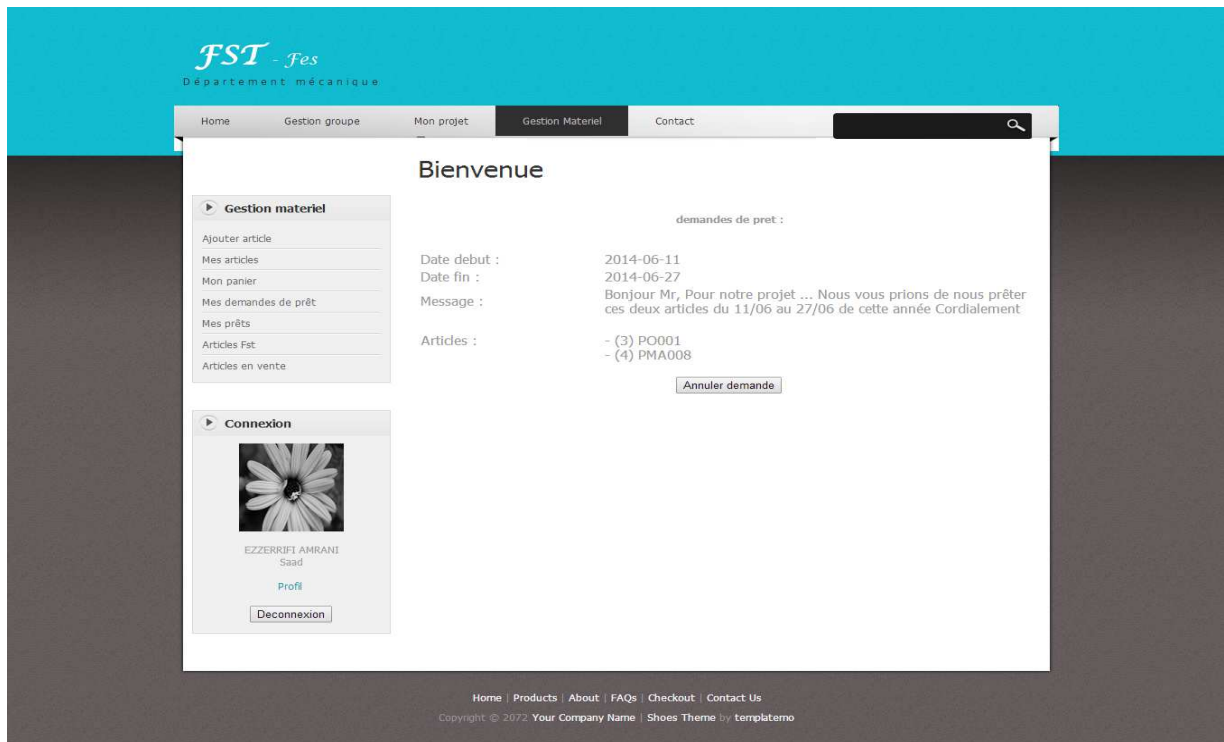 FST - Fes
Département mécanique
Home Gestion groupe Mon projet Gestion Materiel Contact
Bienvenue
Gestion materiel
Ajouter article
Mes articles
Mon panier
Mes demandes de prêt
Mes prêts
Articles Fst
Articles en vente
Connexion
EZZERRIFI AMRANI
Saad
Profil
Deconnexion
demandes de pret :
Date debut : 2014-06-11
Date fin : 2014-06-27
Message : Bonjour Mr, Pour notre projet ... Nous vous prions de nous prêter
ces deux articles du 11/06 au 27/06 de cette année Cordialement
Articles : - (3) PO001
- (4) PMA008
Annuler demande
Home | Products | About | FAQs | Checkout | Contact Us
Copyright © 2072 Your Company Name | Shoes Theme by templatemo